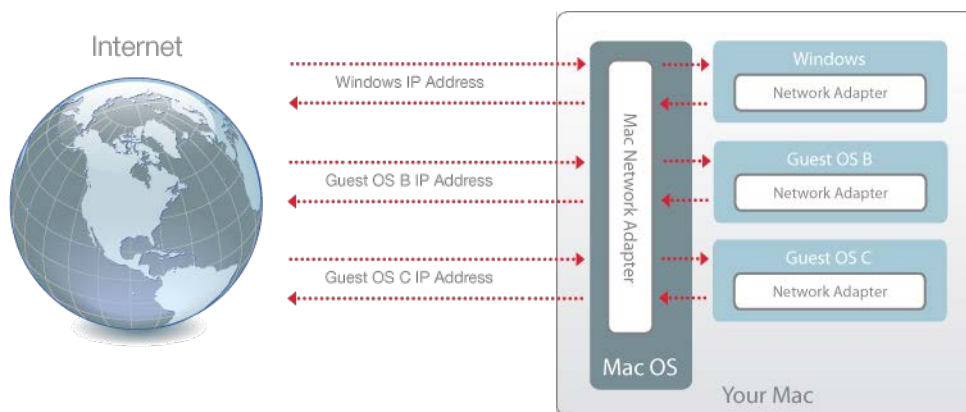 Internet
Windows IP Address
Guest OS B IP Address
Guest OS C IP Address
Mac Network Adapter
Mac OS
Windows
Network Adapter
Guest OS B
Network Adapter
Guest OS C
Network Adapter
Your Mac